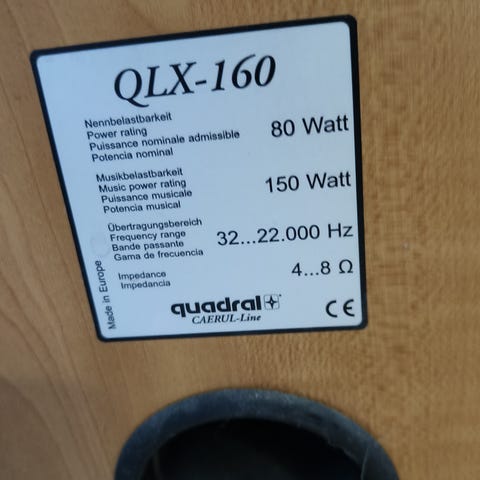 QLX-160
Nennbelastbarkeit
Power rating
Puissance nominale admissible
Potencia nominal
80 Watt
Musikbelastbarkeit
Music power rating
Puissance musicale
Potencia musical
150 Watt
Übertragungsbereich
Frequency range
Bande passante
Gama de frecuencia
32...22.000 Hz
Impedance
Impedancia
4...8 Ω
Made in Europe
quadral
CAERUL-Line
CE